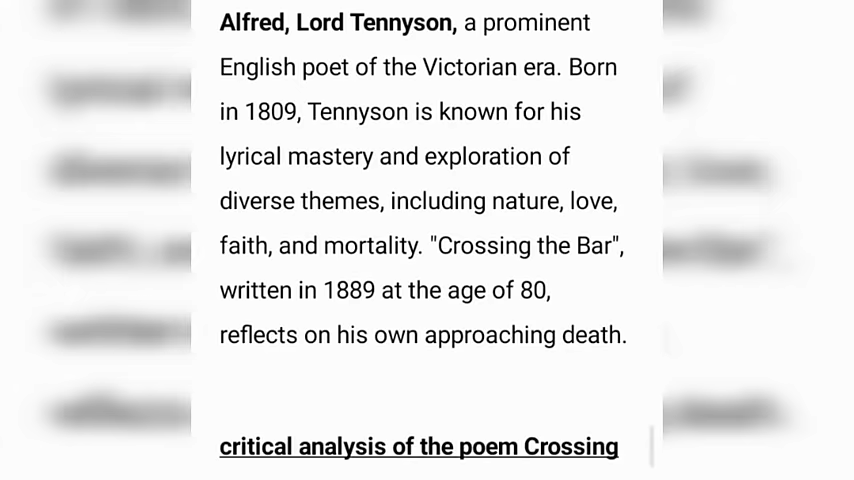 Alfred, Lord Tennyson, a prominent
English poet of the Victorian era. Born
in 1809, Tennyson is known for his
lyrical mastery and exploration of
diverse themes, including nature, love,
faith, and mortality. "Crossing the Bar",
written in 1889 at the age of 80,
reflects on his own approaching death.
critical analysis of the poem Crossing